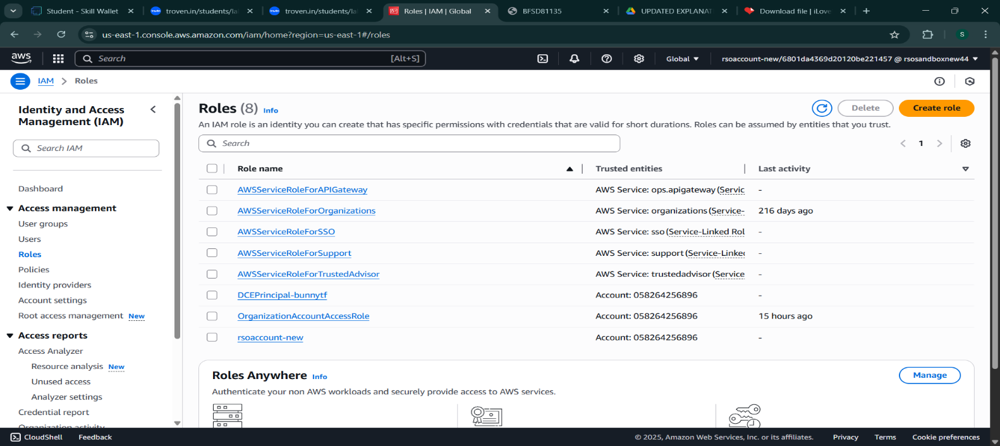 Student - Skill Wallet
troven.in/students/la
troven.in/students/la
Roles | IAM | Global
BFSD81135
UPDATED EXPLANAT
Download file | iLove
us-east-1.console.aws.amazon.com/iam/home?region=us-east-1#/roles
S
aws
Search
[Alt+S]
Global
rsoaccount-new/6801da4369d20120be221457 @ rsosandboxnew44
IAM > Roles
Identity and Access
Management (IAM)
Search IAM
Dashboard
Access management
User groups
Users
Roles
Policies
Identity providers
Account settings
Root access management New
Access reports
Access Analyzer
Resource analysis New
Unused access
Analyzer settings
Credential report
Organization activity
Roles (8) Info
Delete
Create role
An IAM role is an identity you can create that has specific permissions with credentials that are valid for short durations. Roles can be assumed by entities that you trust.
Search
1
Role name Trusted entities Last activity
AWSServiceRoleForAPIGateway AWS Service: ops.apigateway (Servic -
AWSServiceRoleForOrganizations AWS Service: organizations (Service- 216 days ago
AWSServiceRoleForSSO AWS Service: sso (Service-Linked Rol -
AWSServiceRoleForSupport AWS Service: support (Service-Linked -
AWSServiceRoleForTrustedAdvisor AWS Service: trustedadvisor (Service -
DCEPrincipal-bunnytf Account: 058264256896 -
OrganizationAccountAccessRole Account: 058264256896 15 hours ago
rsoaccount-new Account: 058264256896 -
Roles Anywhere Info
Manage
Authenticate your non AWS workloads and securely provide access to AWS services.
CloudShell Feedback
© 2025, Amazon Web Services, Inc. or its affiliates. Privacy Terms Cookie preferences